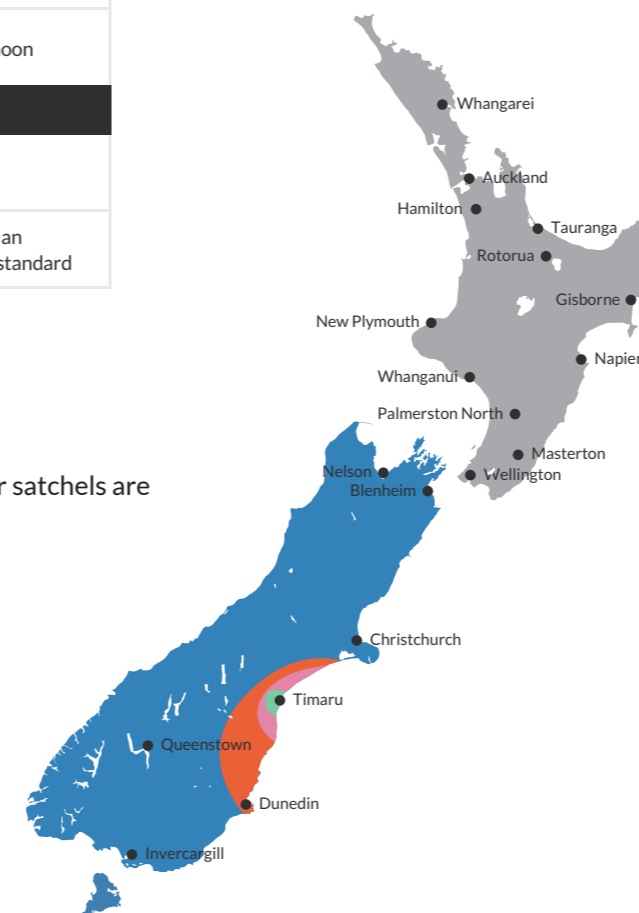 oon
an
standard
r satchels are
Whangarei
Auckland
Hamilton
Tauranga
Rotorua
Gisborne
New Plymouth
Napier
Whanganui
Palmerston North
Masterton
Nelson
Wellington
Blenheim
Christchurch
Timaru
Queenstown
Dunedin
Invercargill